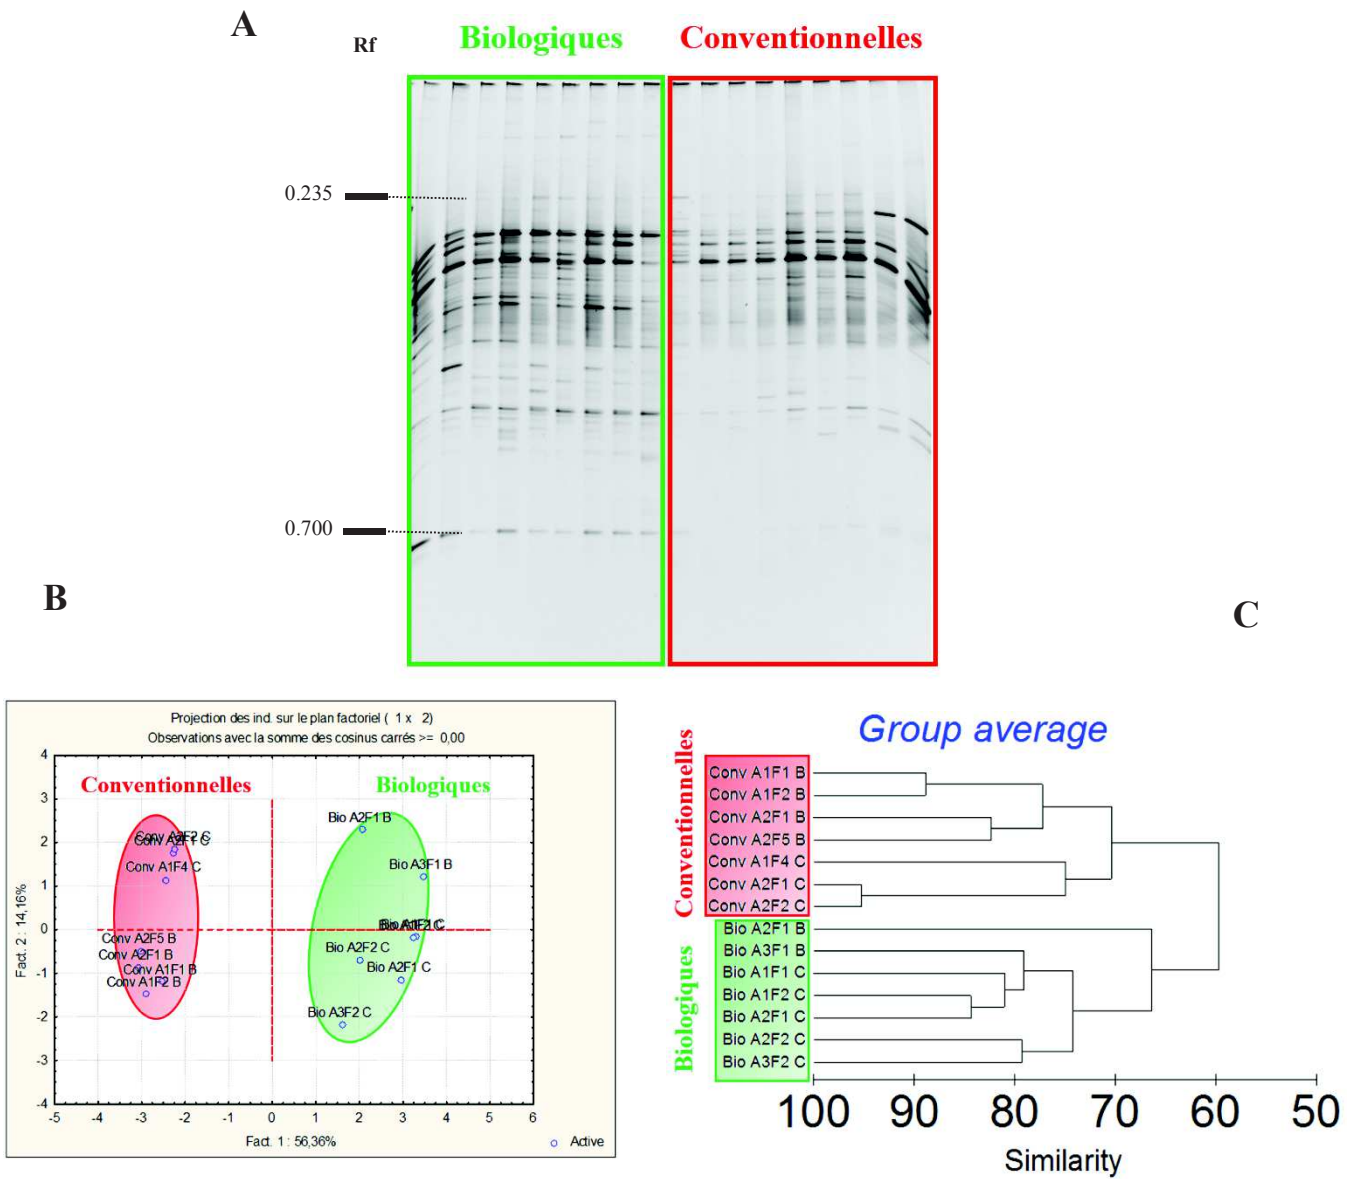 A
Rf
Biologiques
Conventionnelles
0.235
0.700
B
C
Projection des ind. sur le plan factoriel ( 1 x 2)
Observations avec la somme des cosinus carrés >= 0,00
Conventionnelles
Biologiques
4
3
2
1
0
-1
-2
-3
-4
Fact. 2 : 14,16%
Bio A2F1 B
Conv A2F2 C
Conv A2F1 C
Conv A1F4 C
Bio A3F1 B
Conv A2F5 B
Bio A2F2 C
Conv A2F1 B
Bio A2F1 C
Conv A1F1 B
Conv A1F2 B
Bio A3F2 C
-5 -4 -3 -2 -1 0 1 2 3 4 5 6
Fact. 1 : 56,36%
Active
Group average
Conventionnelles
Conv A1F1 B
Conv A1F2 B
Conv A2F1 B
Conv A2F5 B
Conv A1F4 C
Conv A2F1 C
Conv A2F2 C
Biologiques
Bio A2F1 B
Bio A3F1 B
Bio A1F1 C
Bio A1F2 C
Bio A2F1 C
Bio A2F2 C
Bio A3F2 C
100 90 80 70 60 50
Similarity